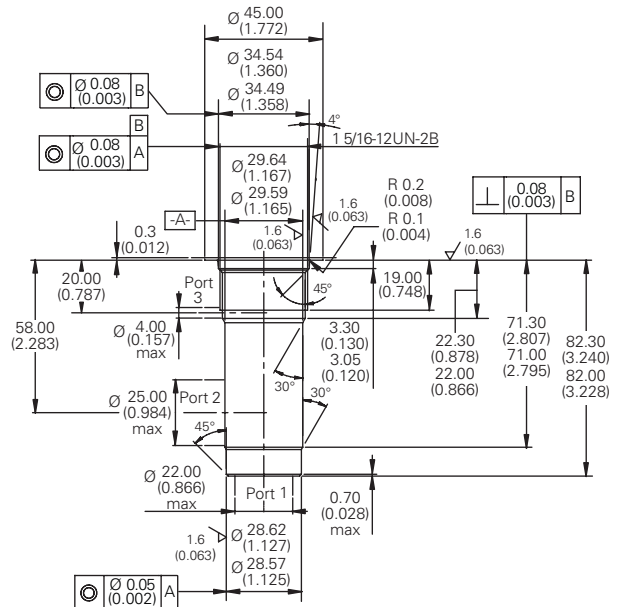 Ø 45.00
(1.772)
Ø 34.54
(1.360)
Ø 34.49
(1.358)
Ø 0.08
(0.003)
B
4°
B
1 5/16-12UN-2B
Ø 0.08
(0.003)
A
Ø 29.64
(1.167)
Ø 29.59
(1.165)
-A-
R 0.2
(0.008)
R 0.1
(0.004)
0.08
(0.003)
B
1.6
(0.063)
1.6
(0.063)
1.6
(0.063)
0.3
(0.012)
20.00
(0.787)
Port
3
45°
19.00
(0.748)
58.00
(2.283)
Ø 4.00
(0.157)
max
3.30
(0.130)
3.05
(0.120)
22.30
(0.878)
22.00
(0.866)
71.30
(2.807)
71.00
(2.795)
82.30
(3.240)
82.00
(3.228)
Ø 25.00
(0.984)
max
Port 2
30°
30°
45°
Ø 22.00
(0.866)
max
Port 1
0.70
(0.028)
max
1.6
(0.063)
Ø 28.62
(1.127)
Ø 28.57
(1.125)
Ø 0.05
(0.002)
A